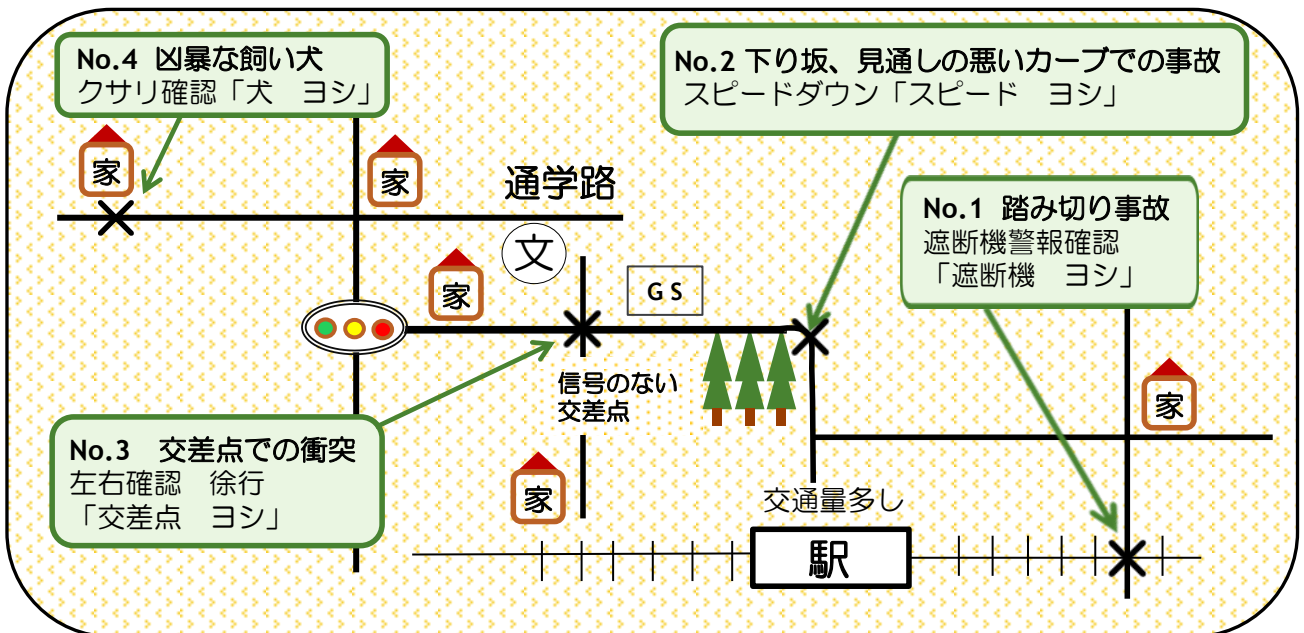 No.4 凶暴な飼い犬
クサリ確認「犬　ヨシ」
No.2 下り坂、見通しの悪いカーブでの事故
スピードダウン「スピード　ヨシ」
家
家
通学路
No.1 踏み切り事故
遮断機警報確認
「遮断機　ヨシ」
文
家
GS
信号のない
交差点
家
No.3　交差点での衝突
左右確認　徐行
「交差点　ヨシ」
家
交通量多し
駅